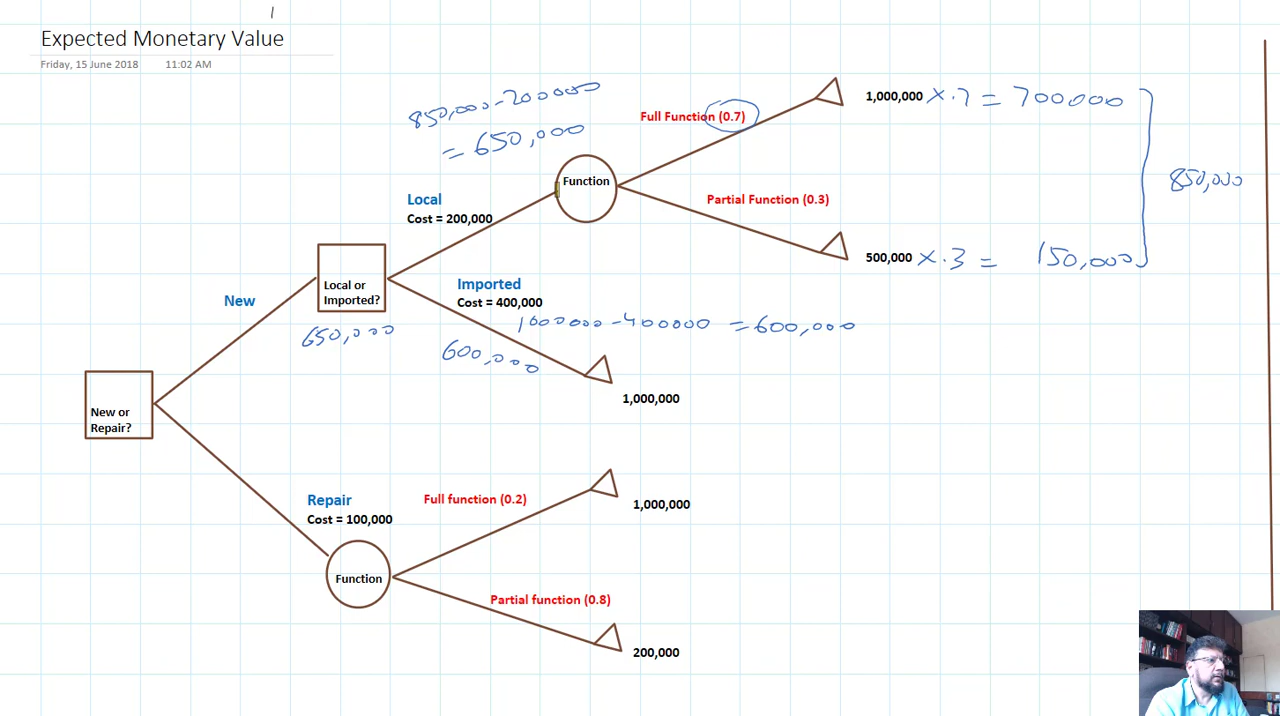 Expected Monetary Value
Friday, 15 June 2018 11:02 AM
850,000-200000
= 650,000
Full Function (0.7)
1,000,000 x .7 = 700000
Function
850,000
Local
Cost = 200,000
Partial Function (0.3)
500,000 x .3 = 150,000
Local or
Imported?
650,000
New
Imported
Cost = 400,000
1000000-400000 = 600,000
600,000
1,000,000
New or
Repair?
Repair
Cost = 100,000
Full function (0.2)
1,000,000
Function
Partial function (0.8)
200,000